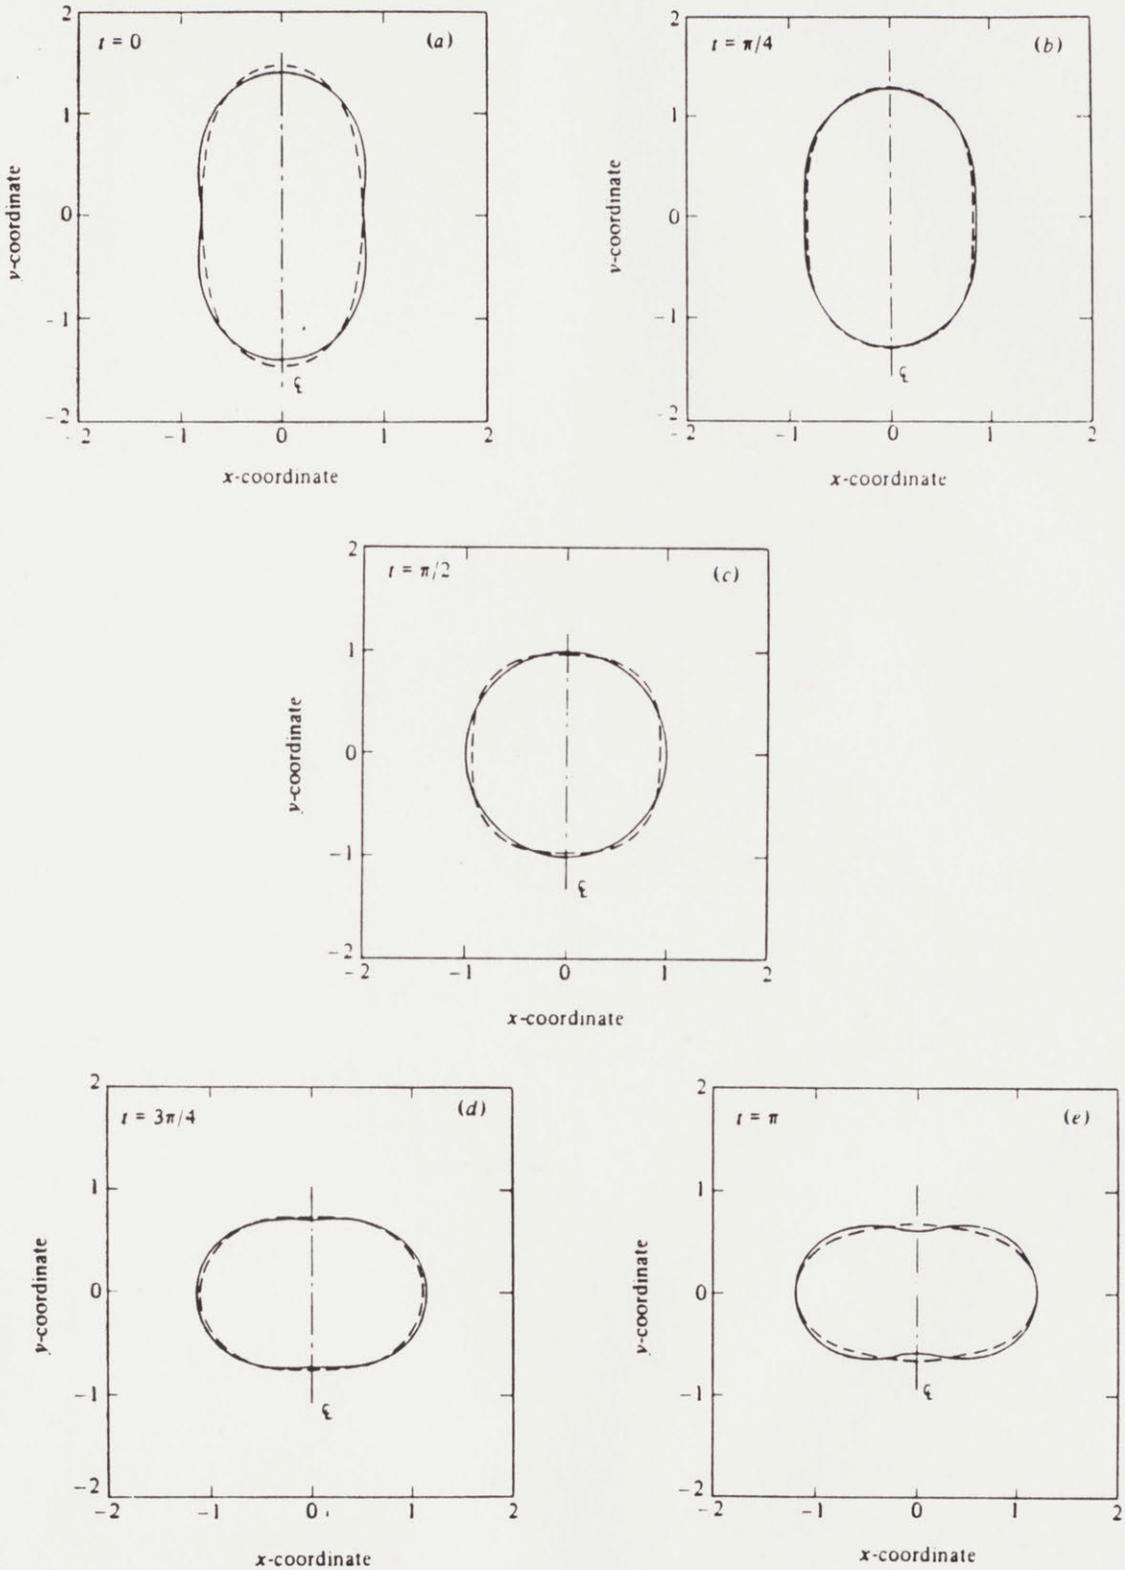 2
t = 0
(a)
1
0
−1
−2
y-coordinate
℄
−2
−1
0
1
2
x-coordinate
2
t = π/4
(b)
1
0
−1
−2
y-coordinate
℄
−2
−1
0
1
2
x-coordinate
2
t = π/2
(c)
1
0
−1
−2
y-coordinate
℄
−2
−1
0
1
2
x-coordinate
2
t = 3π/4
(d)
1
0
−1
−2
y-coordinate
℄
−2
−1
0
1
2
x-coordinate
2
t = π
(e)
1
0
−1
−2
y-coordinate
℄
−2
−1
0
1
2
x-coordinate